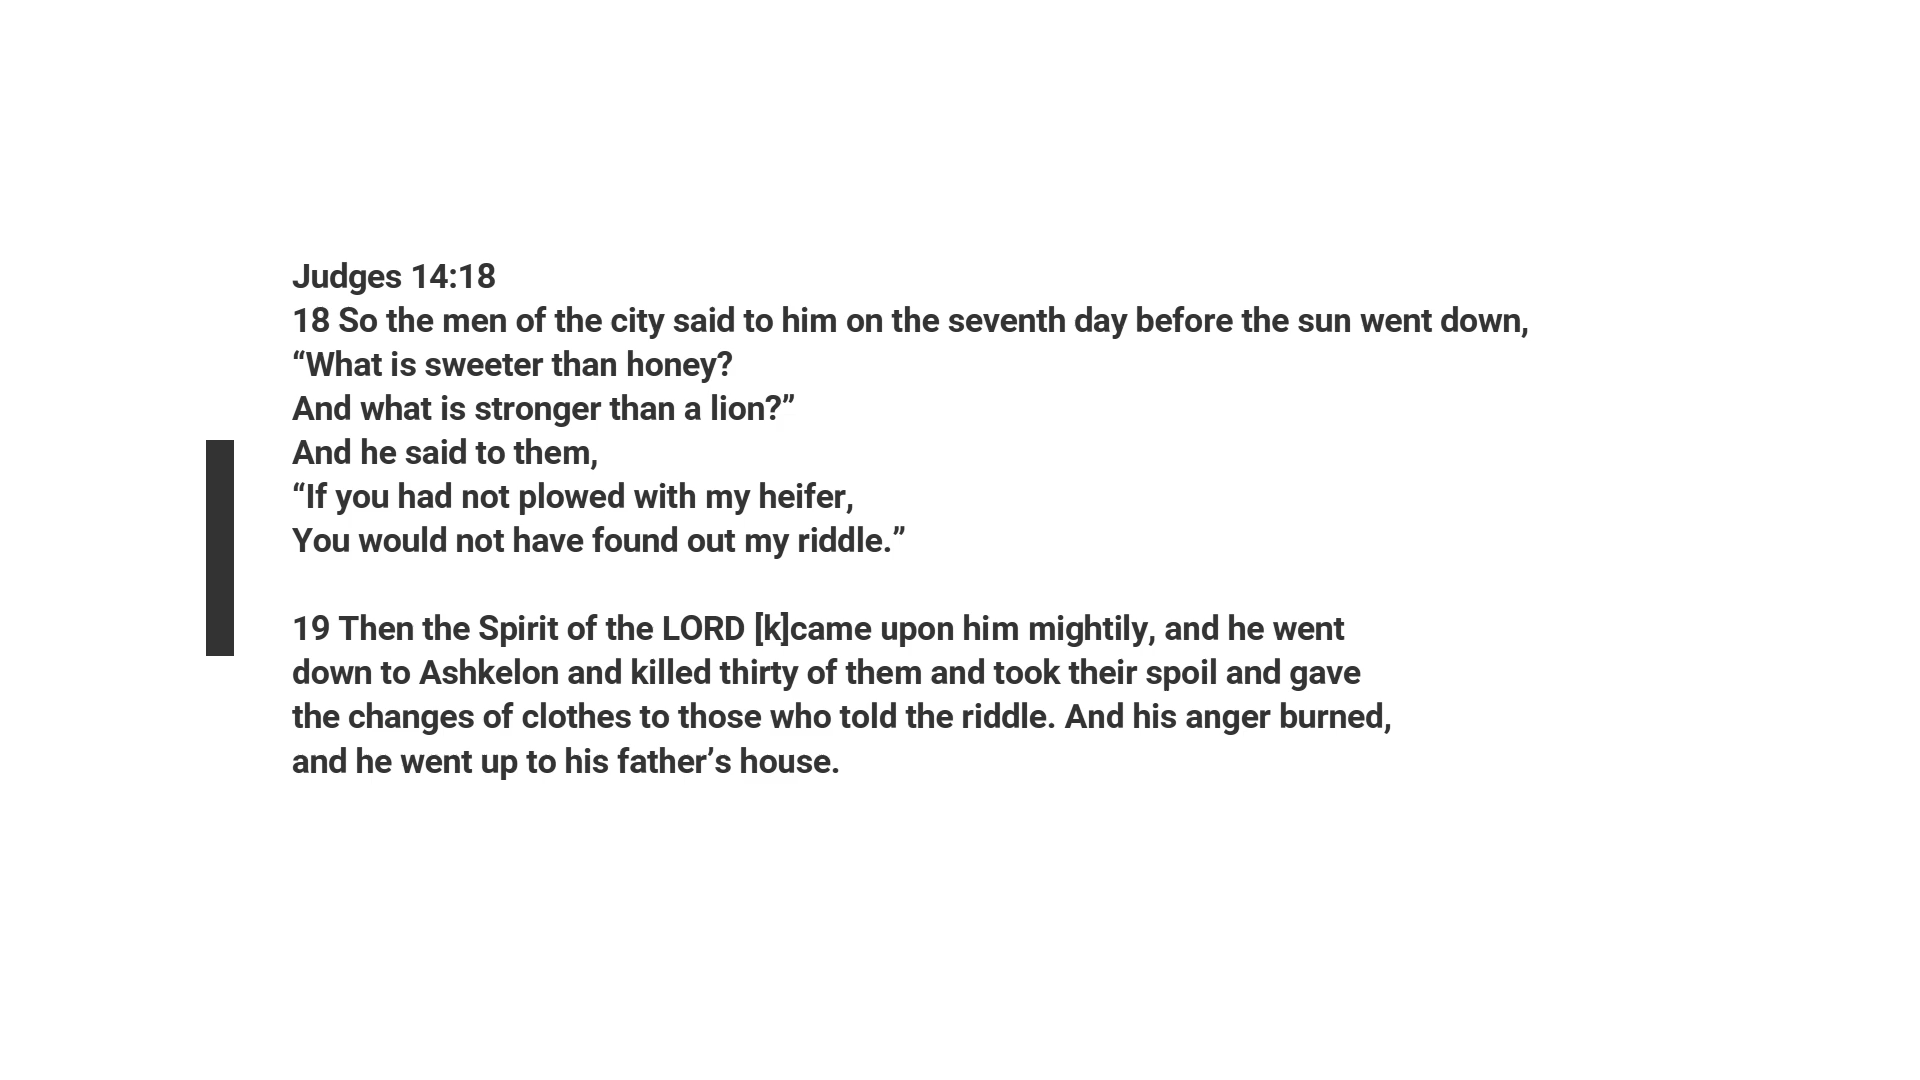 Judges 14:18
18 So the men of the city said to him on the seventh day before the sun went down,
“What is sweeter than honey?
And what is stronger than a lion?”
And he said to them,
“If you had not plowed with my heifer,
You would not have found out my riddle.”
19 Then the Spirit of the LORD [k]came upon him mightily, and he went
down to Ashkelon and killed thirty of them and took their spoil and gave
the changes of clothes to those who told the riddle. And his anger burned,
and he went up to his father’s house.